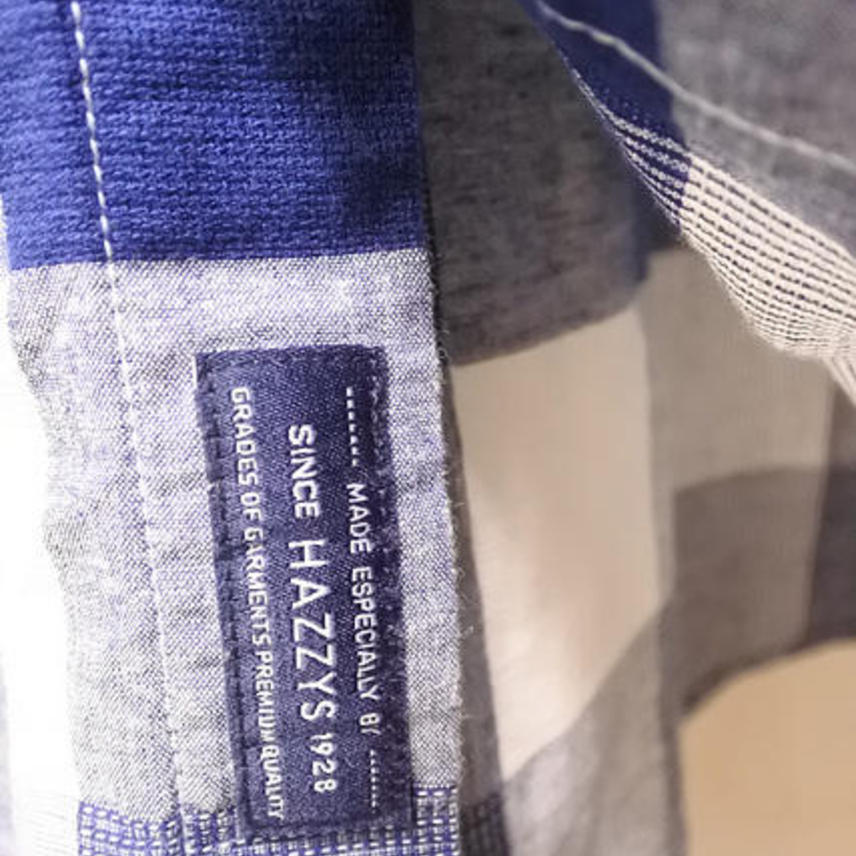 ······· MADE ESPECIALLY BY ·······
SINCE HAZZYS 1928
GRADES OF GARMENTS PREMIUM QUALITY